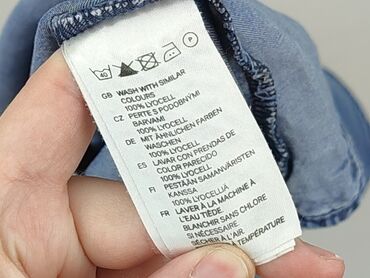 40 P
GB WASH WITH SIMILAR
COLOURS
100% LYOCELL
CZ PERTE S PODOBNÝMI
BARVAMI
100% LYOCELL
DE MIT ÄHNLICHEN FARBEN
WASCHEN
100% LYOCELL
ES LAVAR CON PRENDAS DE
COLOR PARECIDO
100% LYOCELL
FI PESTÄÄN SAMANVÄRISTEN
KANSSA
100% LYOCELLIA
FR LAVER À LA MACHINE À
L'EAU TIÈDE
BLANCHIR SANS CHLORE
SI NÉCESSAIRE
SÉCHER À L'AIR
TEMPÉRATURE